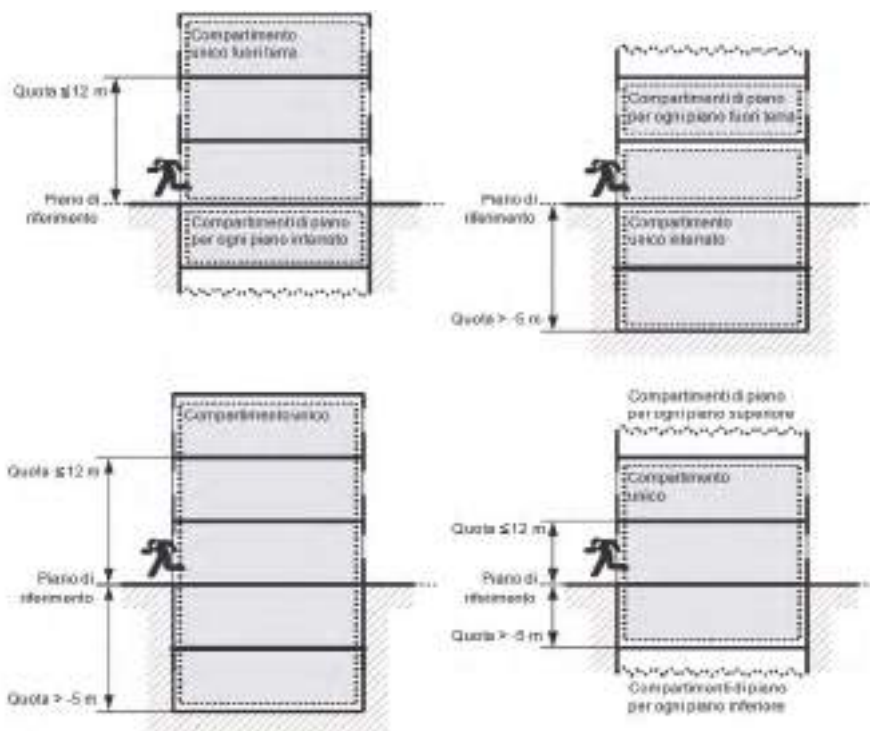 Compartimento
unico fuori terra
Quota ≤12 m
Piano di
riferimento
Compartimenti di piano
per ogni piano interrato
Compartimenti di piano
per ogni piano fuori terra
Piano di
riferimento
Compartimento
unico interrato
Quota > -5 m
Compartimento unico
Quota ≤12 m
Piano di
riferimento
Quota > -5 m
Compartimenti di piano
per ogni piano superiore
Compartimento
unico
Quota ≤12 m
Piano di
riferimento
Quota > -5 m
Compartimenti di piano
per ogni piano inferiore